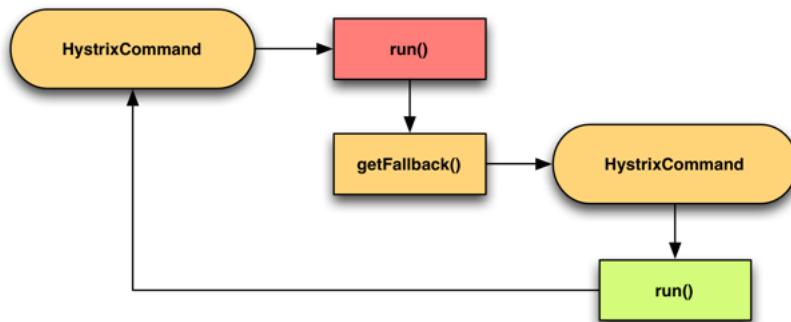 HystrixCommand
run()
getFallback()
HystrixCommand
run()